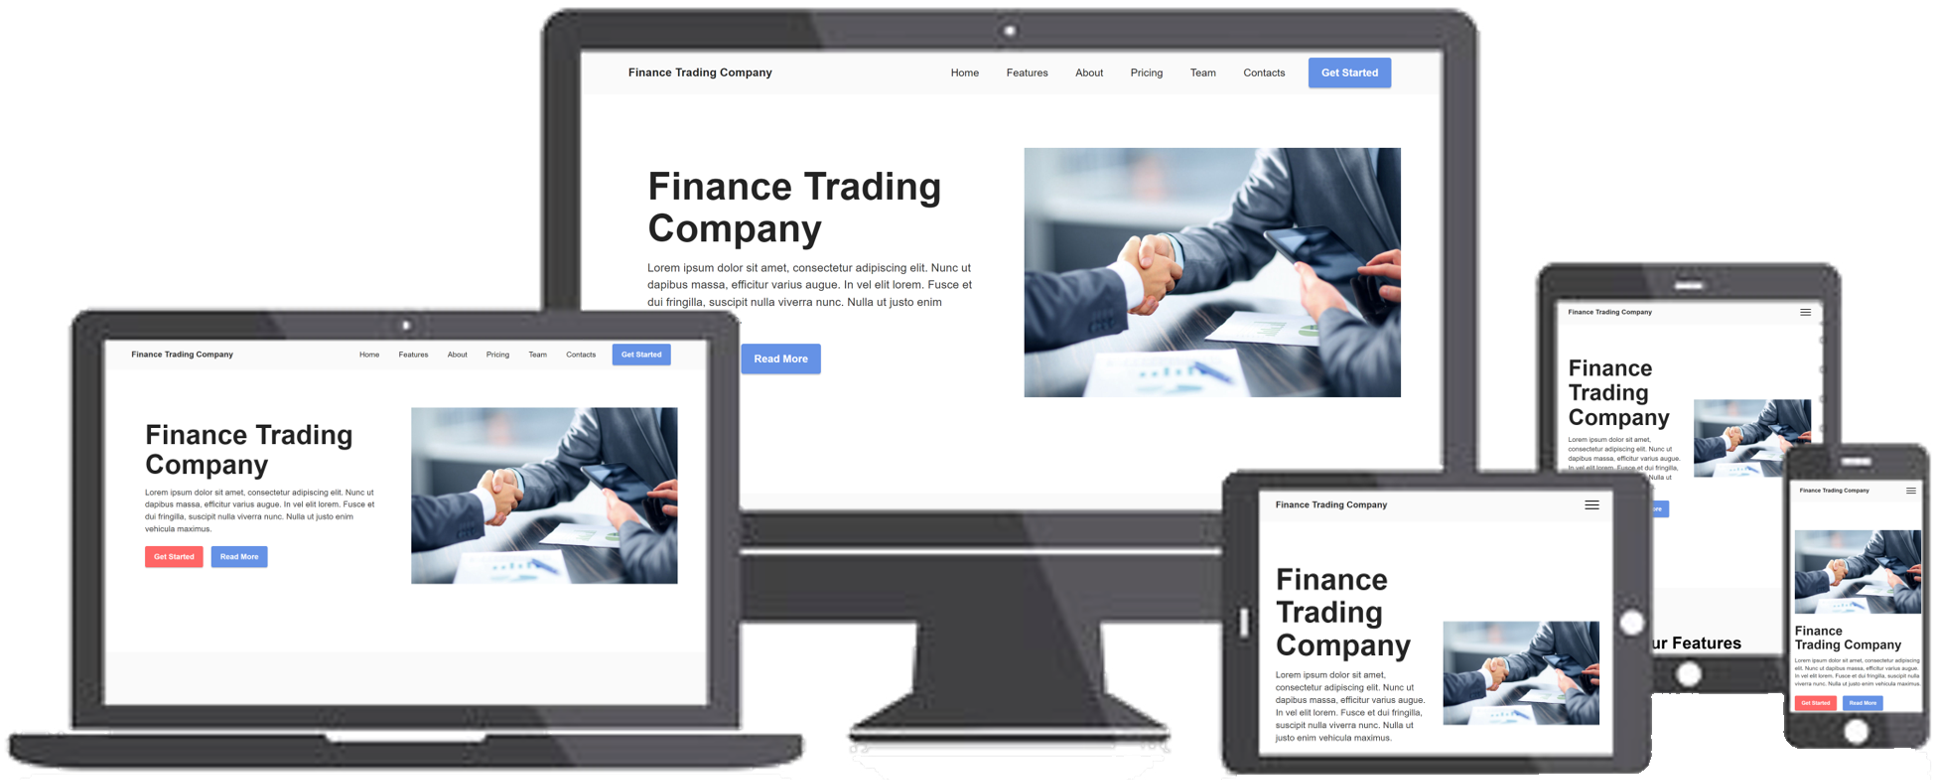 Finance Trading Company
Home Features About Pricing Team Contacts Get Started
Finance Trading
Company
Lorem ipsum dolor sit amet, consectetur adipiscing elit. Nunc ut
dapibus massa, efficitur varius augue. In vel elit lorem. Fusce et
dui fringilla, suscipit nulla viverra nunc. Nulla ut justo enim
Read More
Finance Trading Company
Home Features About Pricing Team Contacts Get Started
Finance Trading
Company
Lorem ipsum dolor sit amet, consectetur adipiscing elit. Nunc ut
dapibus massa, efficitur varius augue. In vel elit lorem. Fusce et
dui fringilla, suscipit nulla viverra nunc. Nulla ut justo enim
vehicula maximus.
Get Started Read More
Finance Trading Company
Finance
Trading
Company
Lorem ipsum dolor sit amet,
consectetur adipiscing elit. Nunc ut
dapibus massa, efficitur varius augue.
In vel elit lorem. Fusce et dui fringilla,
Nulla ut
ur Features
Finance Trading Company
Finance
Trading
Company
Lorem ipsum dolor sit amet,
consectetur adipiscing elit. Nunc ut
dapibus massa, efficitur varius augue.
In vel elit lorem. Fusce et dui fringilla,
suscipit nulla viverra nunc. Nulla ut
justo enim vehicula maximus.
Finance Trading Company
Finance
Trading Company
Lorem ipsum dolor sit amet, consectetur adipiscing
elit. Nunc ut dapibus massa, efficitur varius augue.
In vel elit lorem. Fusce et dui fringilla, suscipit nulla
viverra nunc. Nulla ut justo enim vehicula maximus.
Get Started Read More